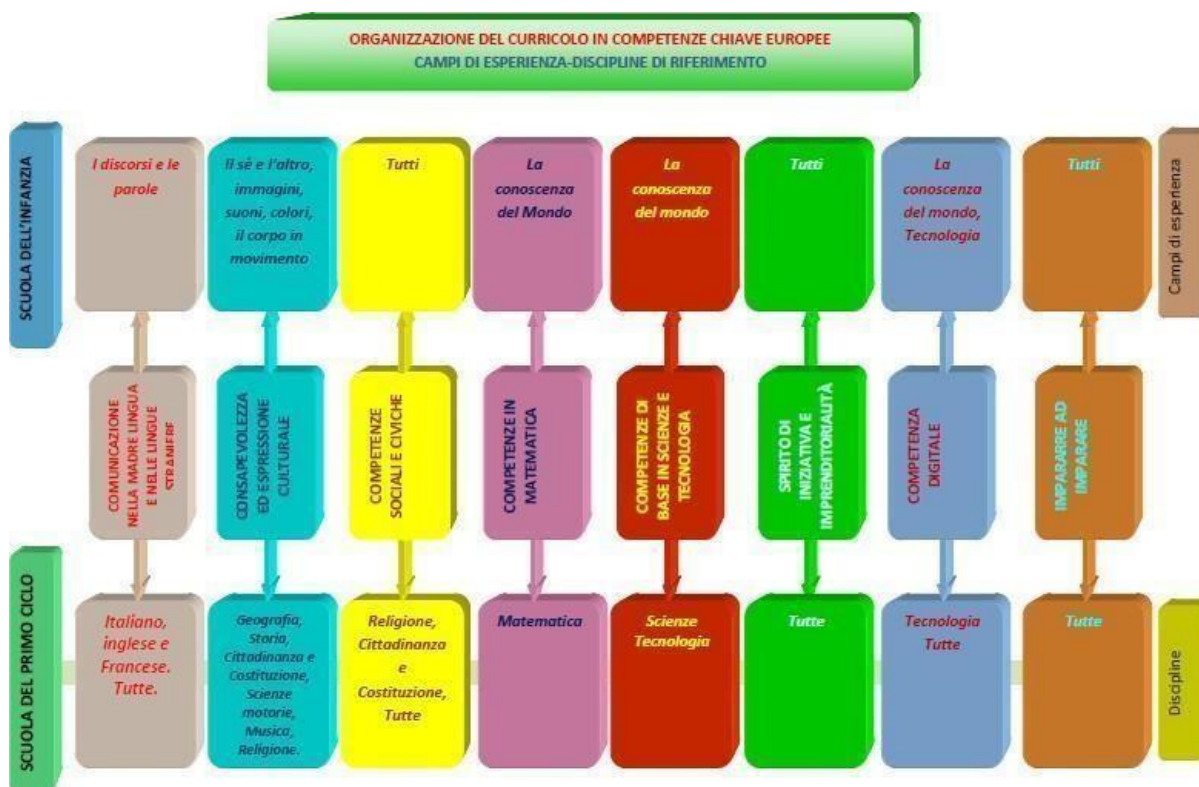 ORGANIZZAZIONE DEL CURRICOLO IN COMPETENZE CHIAVE EUROPEE
CAMPI DI ESPERIENZA-DISCIPLINE DI RIFERIMENTO
SCUOLA DELL'INFANZIA
I discorsi e le
parole
Il sè e l'altro,
immagini,
suoni, colori,
il corpo in
movimento
Tutti
La
conoscenza
del Mondo
La
conoscenza
del mondo
Tutti
La
conoscenza
del mondo,
Tecnologia
Tutti
Campi di esperienza
COMUNICAZIONE
NELLA MADRE LINGUA
E NELLE LINGUE
STRANIERE
CONSAPEVOLEZZA
ED ESPRESSIONE
CULTURALE
COMPETENZE
SOCIALI E CIVICHE
COMPETENZE IN
MATEMATICA
COMPETENZE DI
BASE IN SCIENZE E
TECNOLOGIA
SPIRITO DI
INIZIATIVA E
IMPRENDITORIALITÀ
COMPETENZA
DIGITALE
IMPARARRE AD
IMPARARE
SCUOLA DEL PRIMO CICLO
Italiano,
inglese e
Francese.
Tutte.
Geografia,
Storia,
Cittadinanza e
Costituzione,
Scienze
motorie,
Musica,
Religione.
Religione,
Cittadinanza
e
Costituzione,
Tutte
Matematica
Scienze
Tecnologia
Tutte
Tecnologia
Tutte
Tutte
Discipline